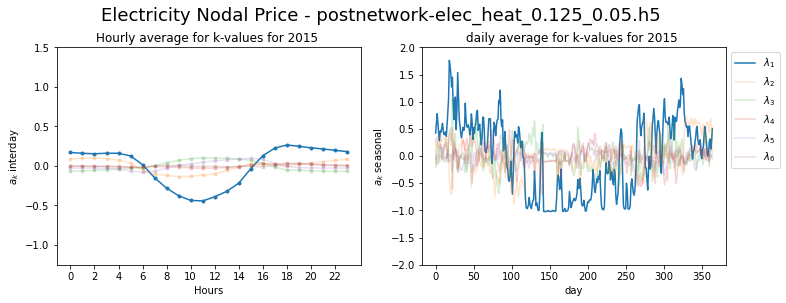 Electricity Nodal Price - postnetwork-elec_heat_0.125_0.05.h5
Hourly average for k-values for 2015
daily average for k-values for 2015
1.5
1.0
0.5
0.0
−0.5
−1.0
a_k interday
0 2 4 6 8 10 12 14 16 18 20 22
Hours
2.0
1.5
1.0
0.5
0.0
−0.5
−1.0
−1.5
−2.0
a_k seasonal
0 50 100 150 200 250 300 350
day
λ₁
λ₂
λ₃
λ₄
λ₅
λ₆